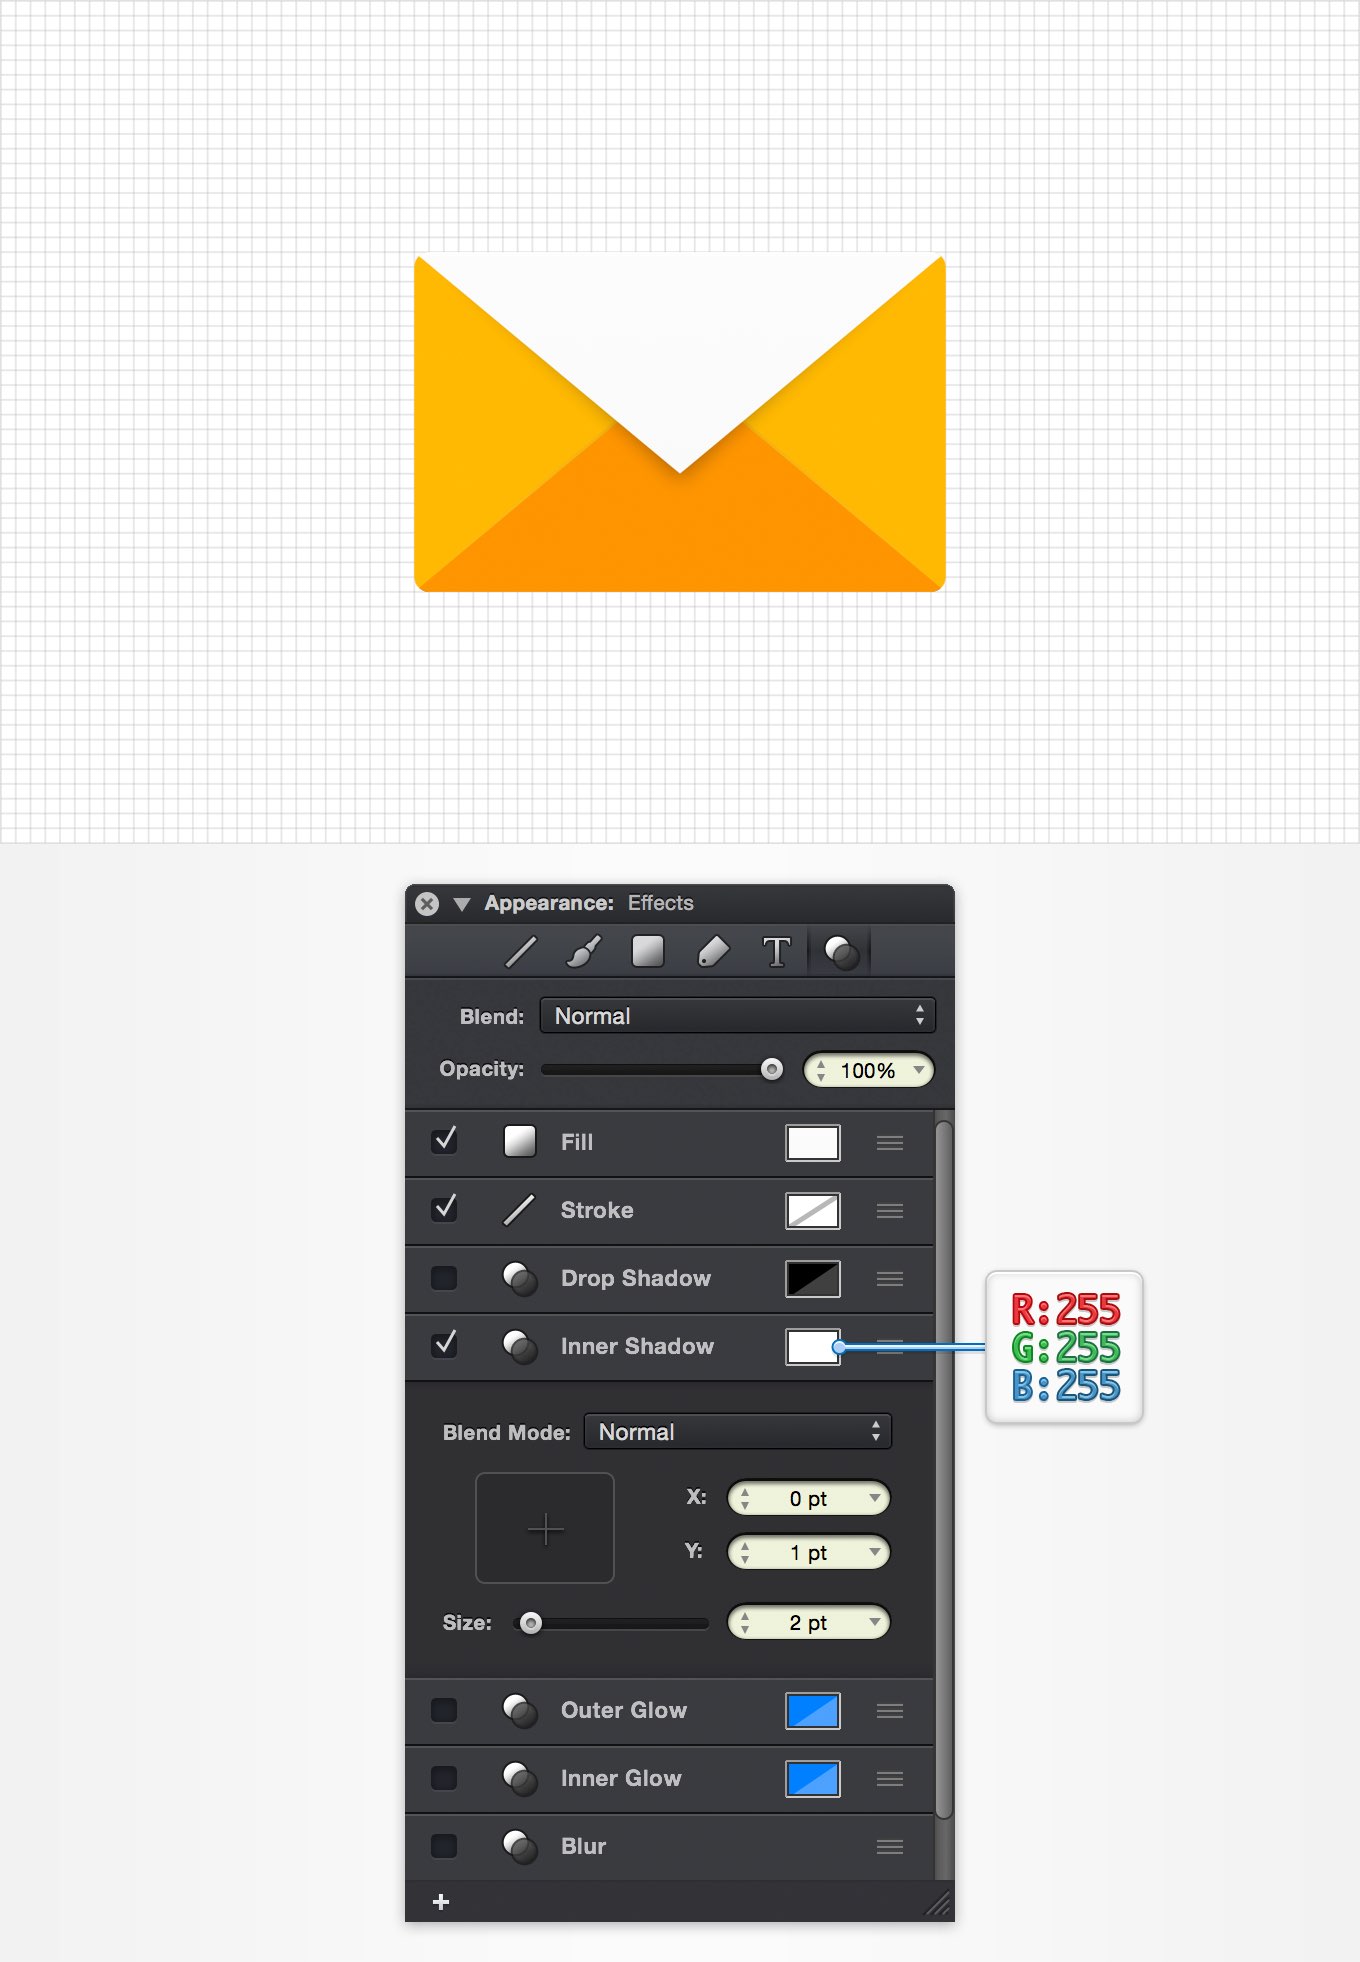 Appearance: Effects
T
Blend: Normal
Opacity: 100%
Fill
Stroke
Drop Shadow
Inner Shadow
R:255
G:255
B:255
Blend Mode: Normal
X: 0 pt
Y: 1 pt
Size: 2 pt
Outer Glow
Inner Glow
Blur
+